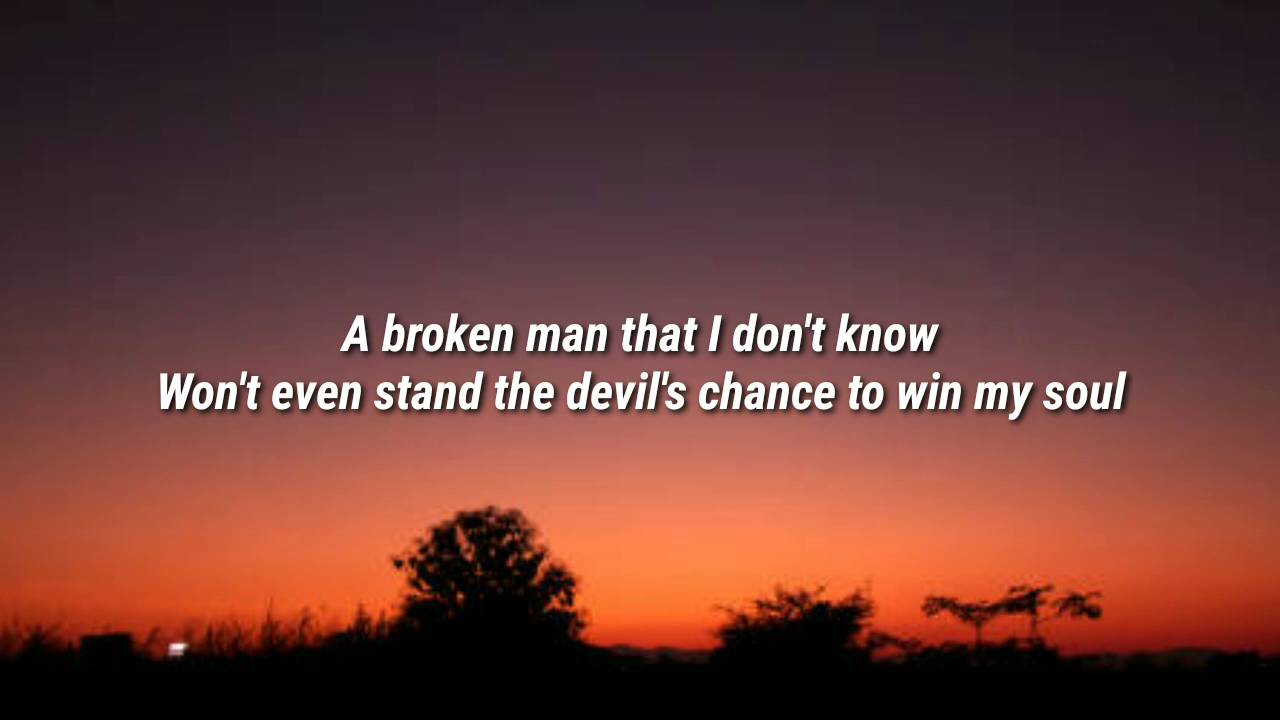 A broken man that I don't know
Won't even stand the devil's chance to win my soul